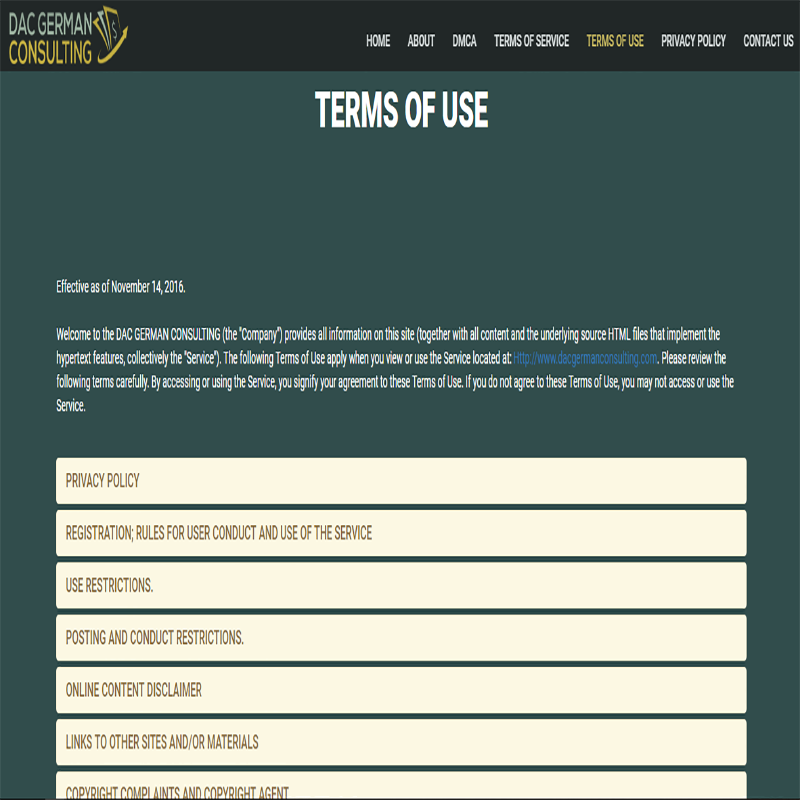 DAC GERMAN
CONSULTING
HOME ABOUT DMCA TERMS OF SERVICE TERMS OF USE PRIVACY POLICY CONTACT US
TERMS OF USE
Effective as of November 14, 2016.
Welcome to the DAC GERMAN CONSULTING (the "Company") provides all information on this site (together with all content and the underlying source HTML files that implement the
hypertext features, collectively the "Service"). The following Terms of Use apply when you view or use the Service located at: Http://www.dacgermanconsulting.com. Please review the
following terms carefully. By accessing or using the Service, you signify your agreement to these Terms of Use. If you do not agree to these Terms of Use, you may not access or use the
Service.
PRIVACY POLICY
REGISTRATION; RULES FOR USER CONDUCT AND USE OF THE SERVICE
USE RESTRICTIONS.
POSTING AND CONDUCT RESTRICTIONS.
ONLINE CONTENT DISCLAIMER
LINKS TO OTHER SITES AND/OR MATERIALS
COPYRIGHT COMPLAINTS AND COPYRIGHT AGENT